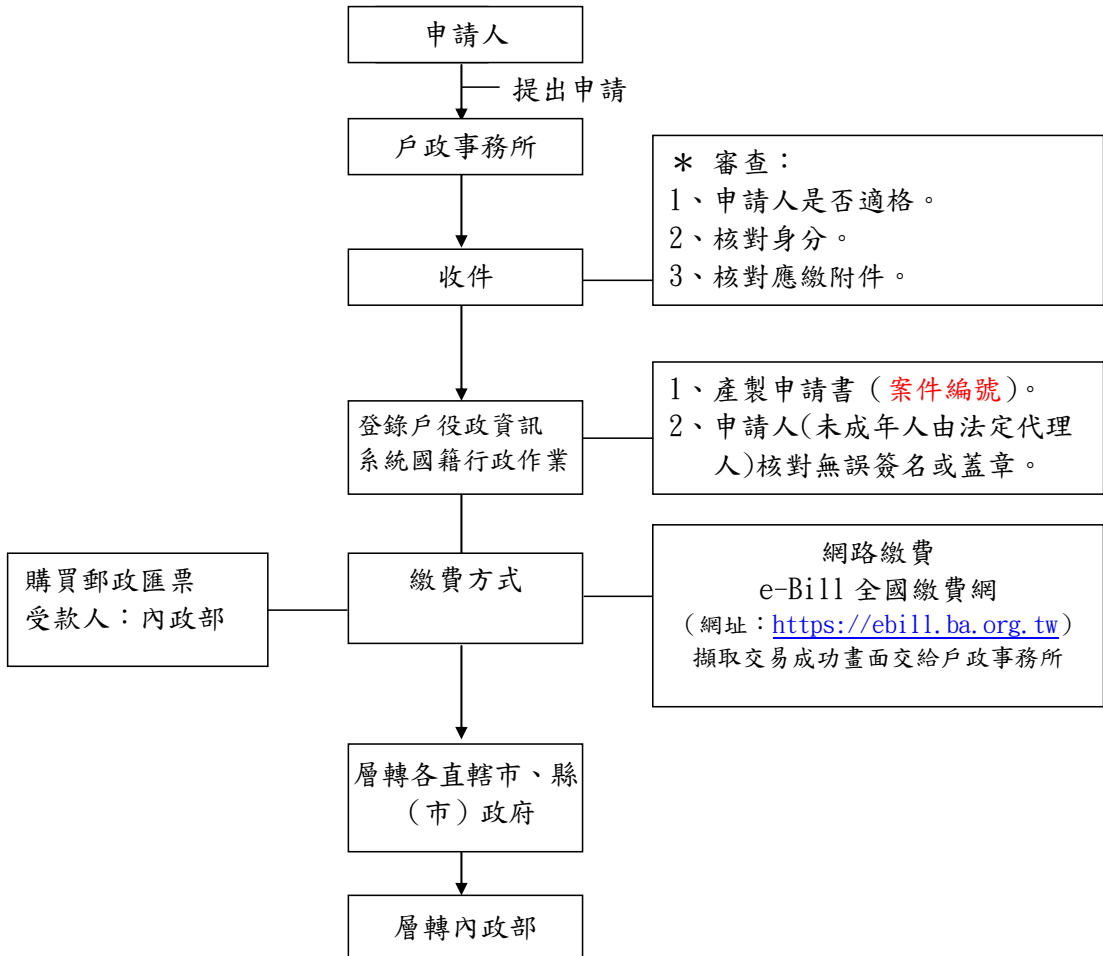 申請人
提出申請
戶政事務所
＊ 審查：
1、申請人是否適格。
2、核對身分。
3、核對應繳附件。
收件
1、產製申請書（案件編號）。
2、申請人(未成年人由法定代理
人)核對無誤簽名或蓋章。
登錄戶役政資訊
系統國籍行政作業
購買郵政匯票
受款人：內政部
繳費方式
網路繳費
e-Bill 全國繳費網
（網址：https://ebill.ba.org.tw）
擷取交易成功畫面交給戶政事務所
層轉各直轄市、縣
（市）政府
層轉內政部